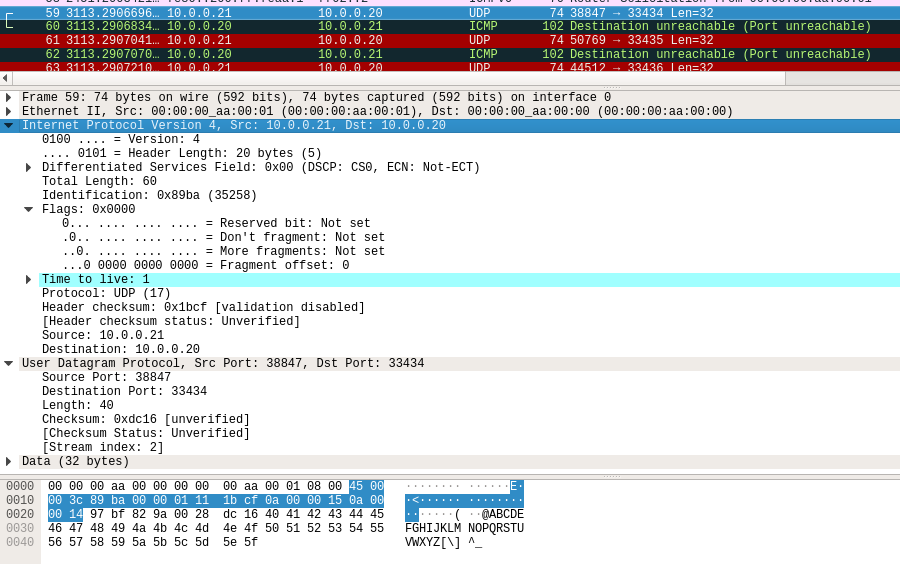 59 3113.2906696… 10.0.0.21 10.0.0.20 UDP 74 38847 → 33434 Len=32
60 3113.2906834… 10.0.0.20 10.0.0.21 ICMP 102 Destination unreachable (Port unreachable)
61 3113.2907041… 10.0.0.21 10.0.0.20 UDP 74 50769 → 33435 Len=32
62 3113.2907070… 10.0.0.20 10.0.0.21 ICMP 102 Destination unreachable (Port unreachable)
63 3113.2907210… 10.0.0.21 10.0.0.20 UDP 74 44512 → 33436 Len=32
Frame 59: 74 bytes on wire (592 bits), 74 bytes captured (592 bits) on interface 0
Ethernet II, Src: 00:00:00_aa:00:01 (00:00:00:aa:00:01), Dst: 00:00:00_aa:00:00 (00:00:00:aa:00:00)
Internet Protocol Version 4, Src: 10.0.0.21, Dst: 10.0.0.20
0100 .... = Version: 4
.... 0101 = Header Length: 20 bytes (5)
Differentiated Services Field: 0x00 (DSCP: CS0, ECN: Not-ECT)
Total Length: 60
Identification: 0x89ba (35258)
Flags: 0x0000
0... .... .... .... = Reserved bit: Not set
.0.. .... .... .... = Don't fragment: Not set
..0. .... .... .... = More fragments: Not set
...0 0000 0000 0000 = Fragment offset: 0
Time to live: 1
Protocol: UDP (17)
Header checksum: 0x1bcf [validation disabled]
[Header checksum status: Unverified]
Source: 10.0.0.21
Destination: 10.0.0.20
User Datagram Protocol, Src Port: 38847, Dst Port: 33434
Source Port: 38847
Destination Port: 33434
Length: 40
Checksum: 0xdc16 [unverified]
[Checksum Status: Unverified]
[Stream index: 2]
Data (32 bytes)
0000 00 00 00 aa 00 00 00 00 00 aa 00 01 08 00 45 00 ········ ······E·
0010 00 3c 89 ba 00 00 01 11 1b cf 0a 00 00 15 0a 00 ·<······ ········
0020 00 14 97 bf 82 9a 00 28 dc 16 40 41 42 43 44 45 ·······( ··@ABCDE
0030 46 47 48 49 4a 4b 4c 4d 4e 4f 50 51 52 53 54 55 FGHIJKLM NOPQRSTU
0040 56 57 58 59 5a 5b 5c 5d 5e 5f VWXYZ[\] ^_